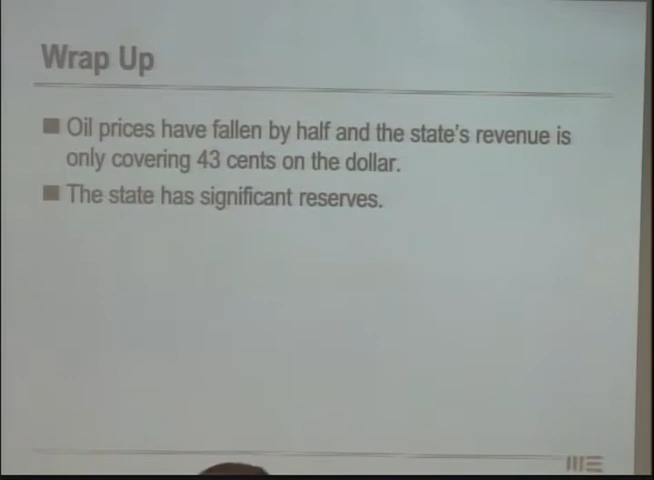 Wrap Up
Oil prices have fallen by half and the state's revenue is
only covering 43 cents on the dollar.
The state has significant reserves.